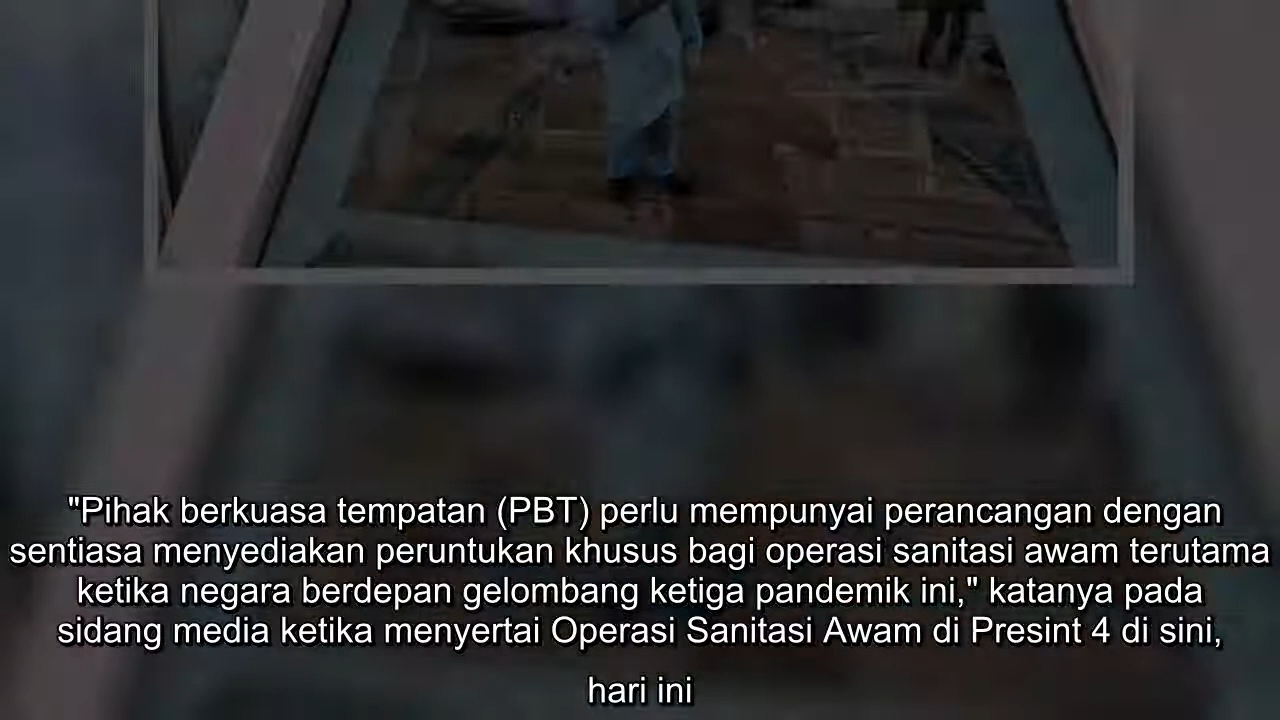 "Pihak berkuasa tempatan (PBT) perlu mempunyai perancangan dengan
sentiasa menyediakan peruntukan khusus bagi operasi sanitasi awam terutama
ketika negara berdepan gelombang ketiga pandemik ini," katanya pada
sidang media ketika menyertai Operasi Sanitasi Awam di Presint 4 di sini,
hari ini